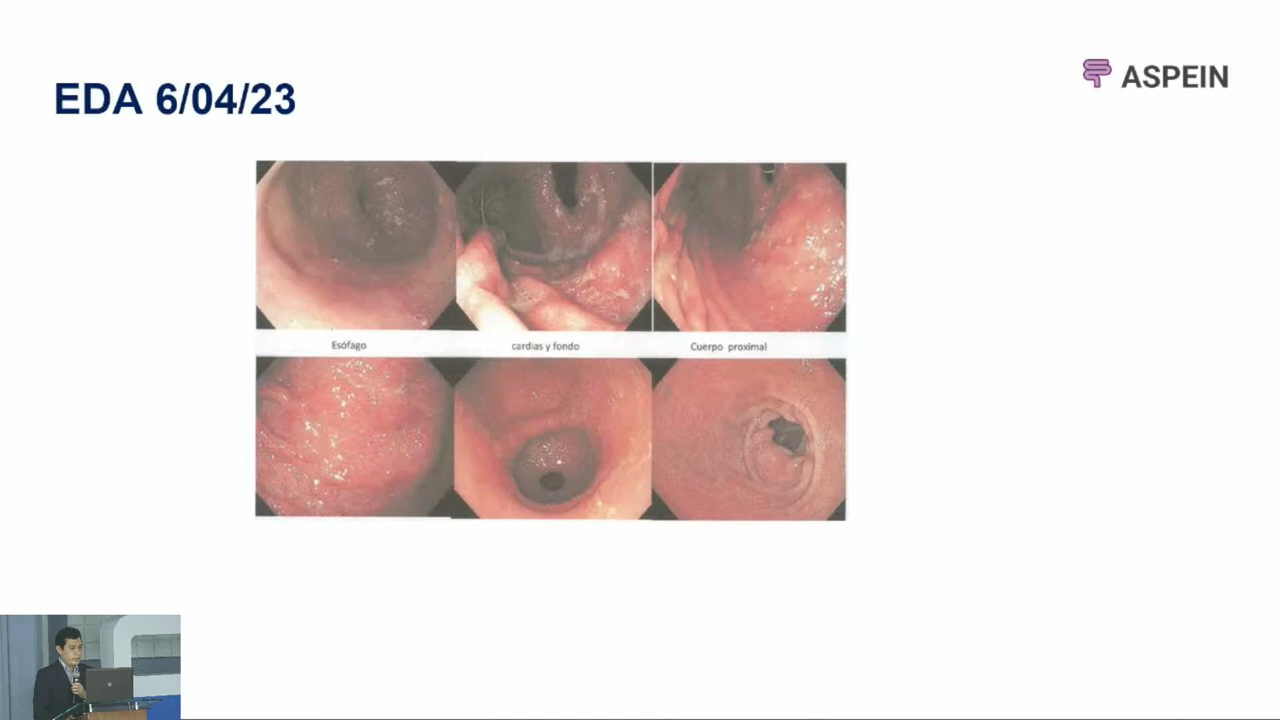 EDA 6/04/23
ASPEIN
Esófago
cardias y fondo
Cuerpo proximal